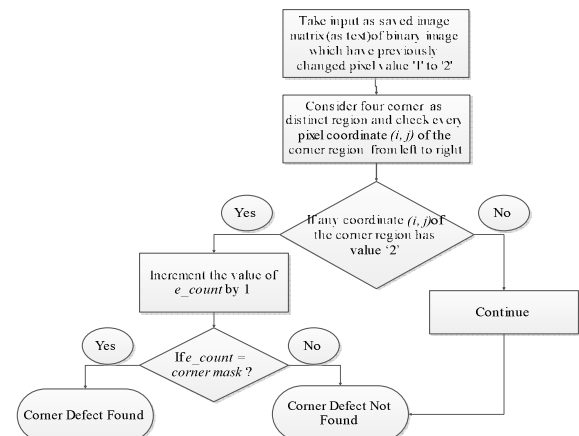 Take input as saved image
matrix(as text)of binary image
which have previously
changed pixel value '1' to '2'
Consider four corner as
distinct region and check every
pixel coordinate (i, j) of the
corner region from left to right
Yes
No
If any coordinate (i, j)of
the corner region has
value ‘2’
Increment the value of
e_count by 1
Continue
Yes
No
If e_count =
corner mask ?
Corner Defect Found
Corner Defect Not
Found